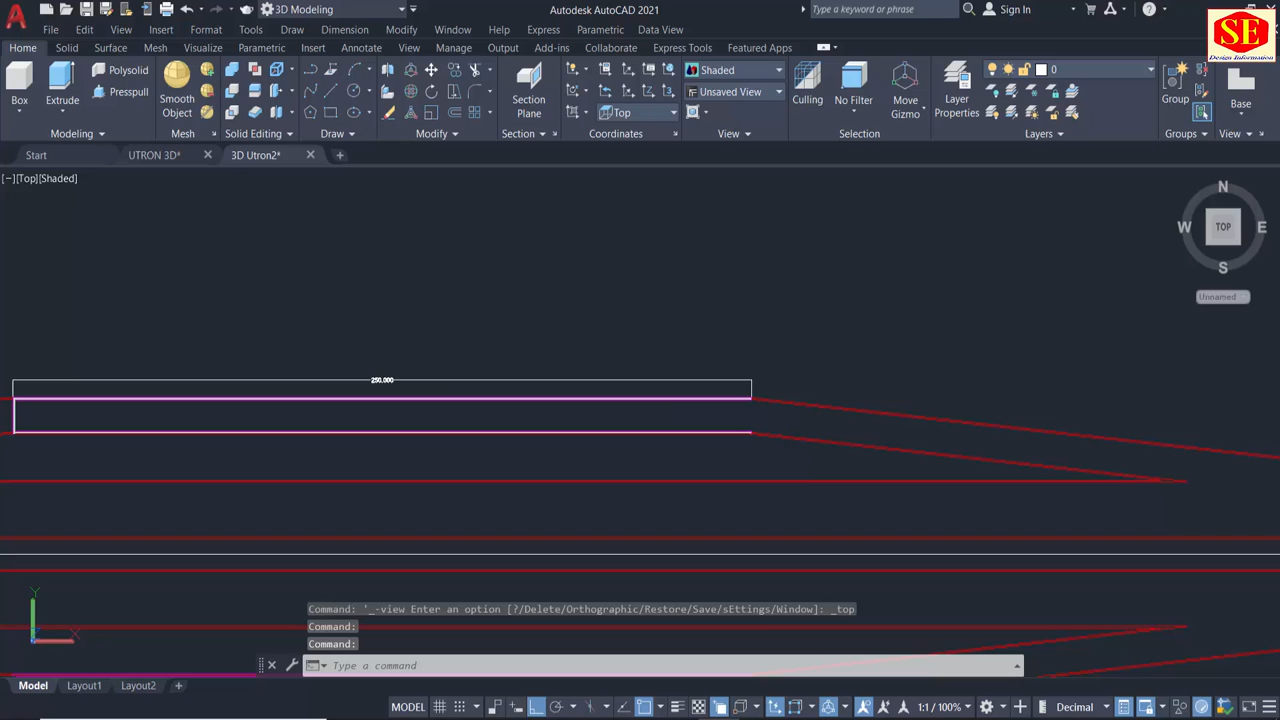 3D Modeling
Autodesk AutoCAD 2021
Type a keyword or phrase
Sign In
SE
Design Information
File Edit View Insert Format Tools Draw Dimension Modify Window Help Express Parametric Data View
Home Solid Surface Mesh Visualize Parametric Insert Annotate View Manage Output Add-ins Collaborate Express Tools Featured Apps
Box
Extrude
Polysolid
Presspull
Smooth
Object
Section
Plane
Top
Shaded
Unsaved View
Culling
No Filter
Move
Gizmo
Layer
Properties
0
Group
Base
Modeling Mesh Solid Editing Draw Modify Section Coordinates View Selection Layers Groups View
Start UTRON 3D* 3D Utron2*
[−][Top][Shaded]
N
W TOP E
S
Unnamed
250.000
Y
X
Command: '_-view Enter an option [?/Delete/Orthographic/Restore/Save/sEttings/Window]: _top
Command:
Command:
Type a command
Model Layout1 Layout2
MODEL 1:1 / 100% Decimal